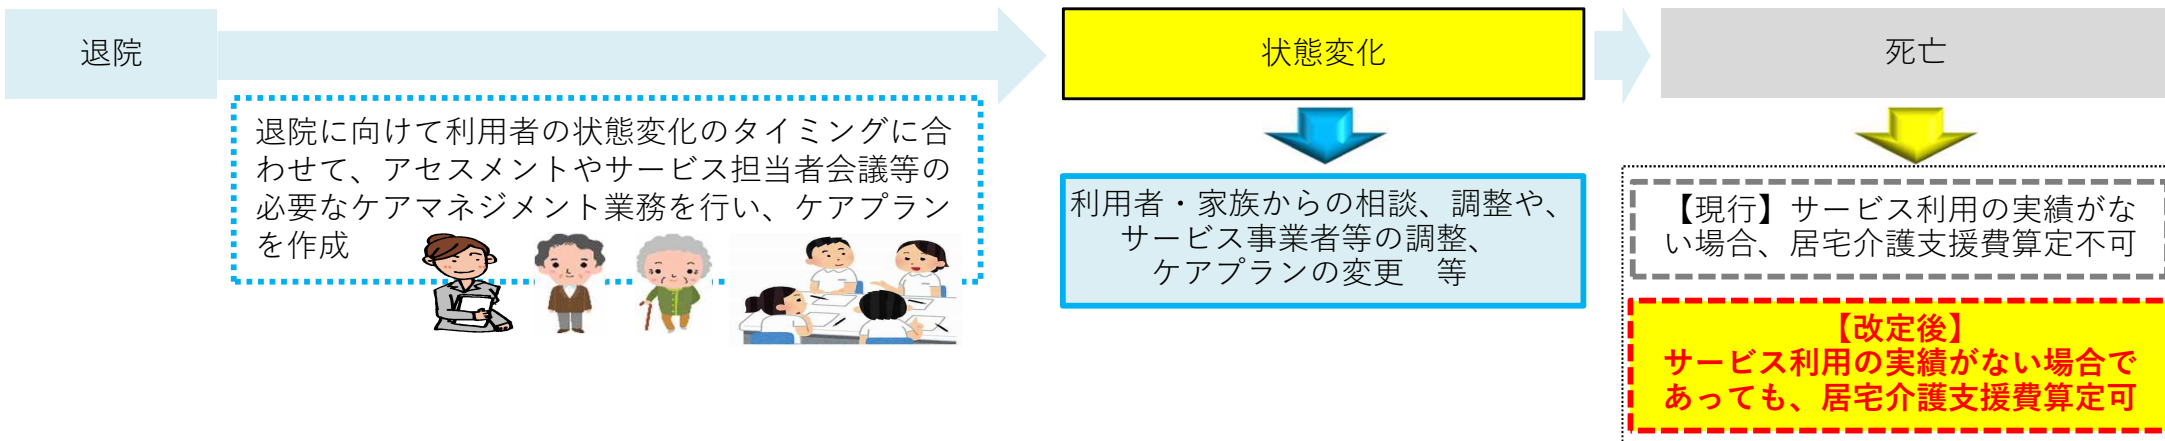 退院
状態変化
死亡
退院に向けて利用者の状態変化のタイミングに合
わせて、アセスメントやサービス担当者会議等の
必要なケアマネジメント業務を行い、ケアプラン
を作成
利用者・家族からの相談、調整や、
サービス事業者等の調整、
ケアプランの変更　等
【現行】サービス利用の実績がな
い場合、居宅介護支援費算定不可
【改定後】
サービス利用の実績がない場合で
あっても、居宅介護支援費算定可